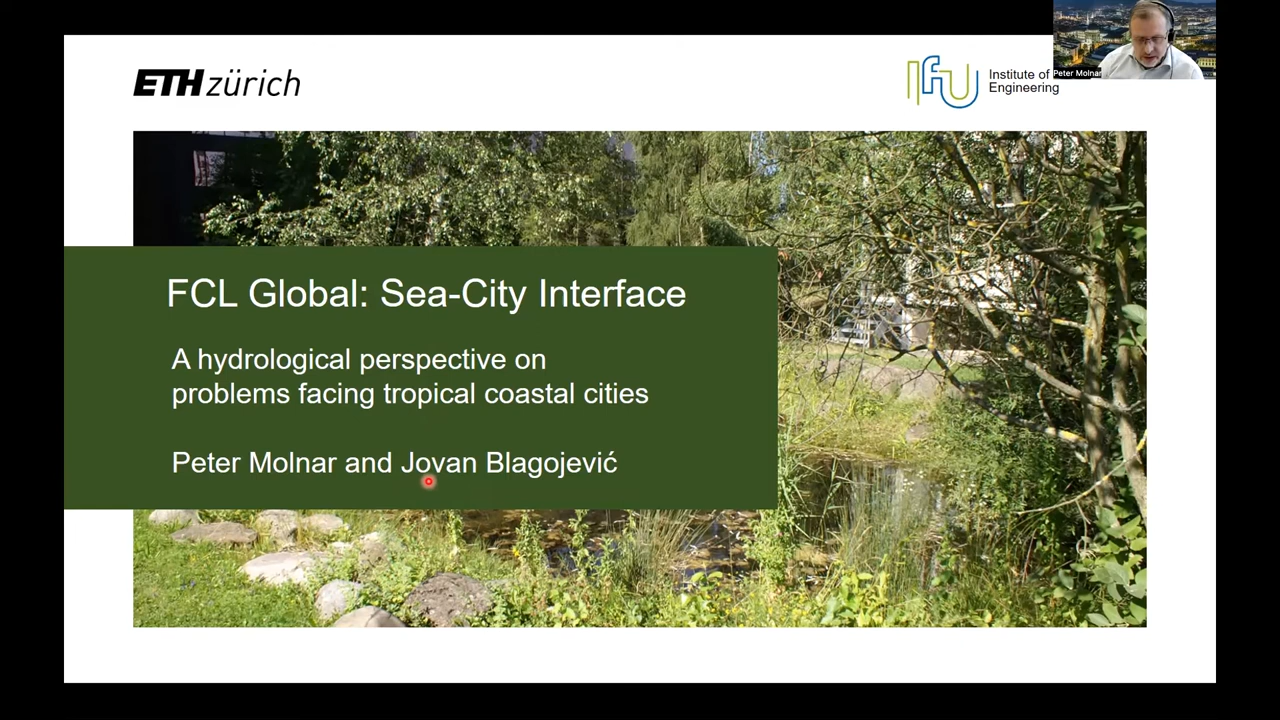 Peter Molnar
ETH zürich
IfU
Institute of
Engineering
FCL Global: Sea-City Interface
A hydrological perspective on
problems facing tropical coastal cities
Peter Molnar and Jovan Blagojević